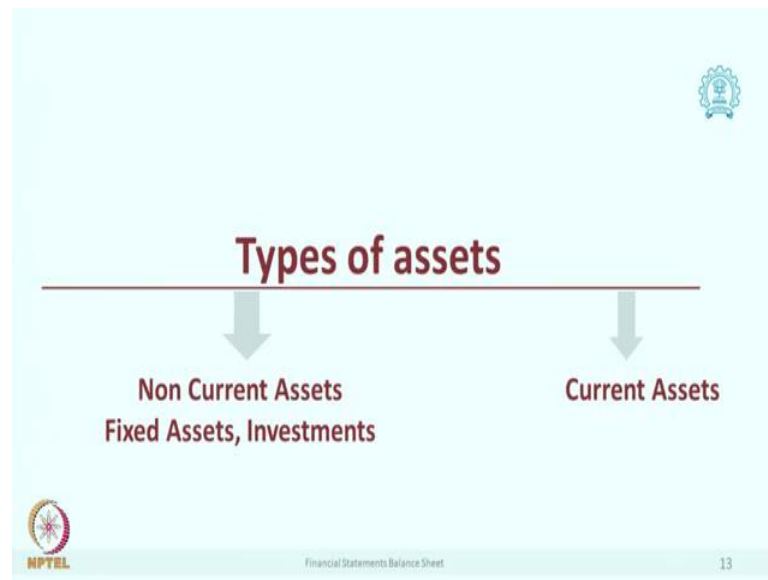 Types of assets
Non Current Assets
Fixed Assets, Investments
Current Assets
NPTEL
Financial Statements Balance Sheet
13